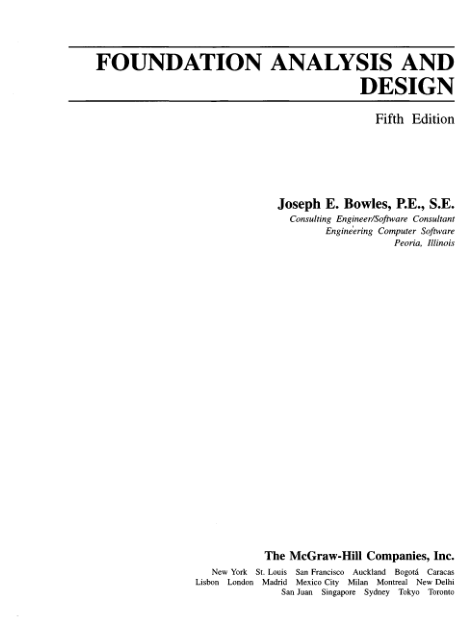 FOUNDATION ANALYSIS AND
DESIGN
Fifth Edition
Joseph E. Bowles, P.E., S.E.
Consulting Engineer/Software Consultant
Engineering Computer Software
Peoria, Illinois
The McGraw-Hill Companies, Inc.
New York St. Louis San Francisco Auckland Bogotá Caracas
Lisbon London Madrid Mexico City Milan Montreal New Delhi
San Juan Singapore Sydney Tokyo Toronto